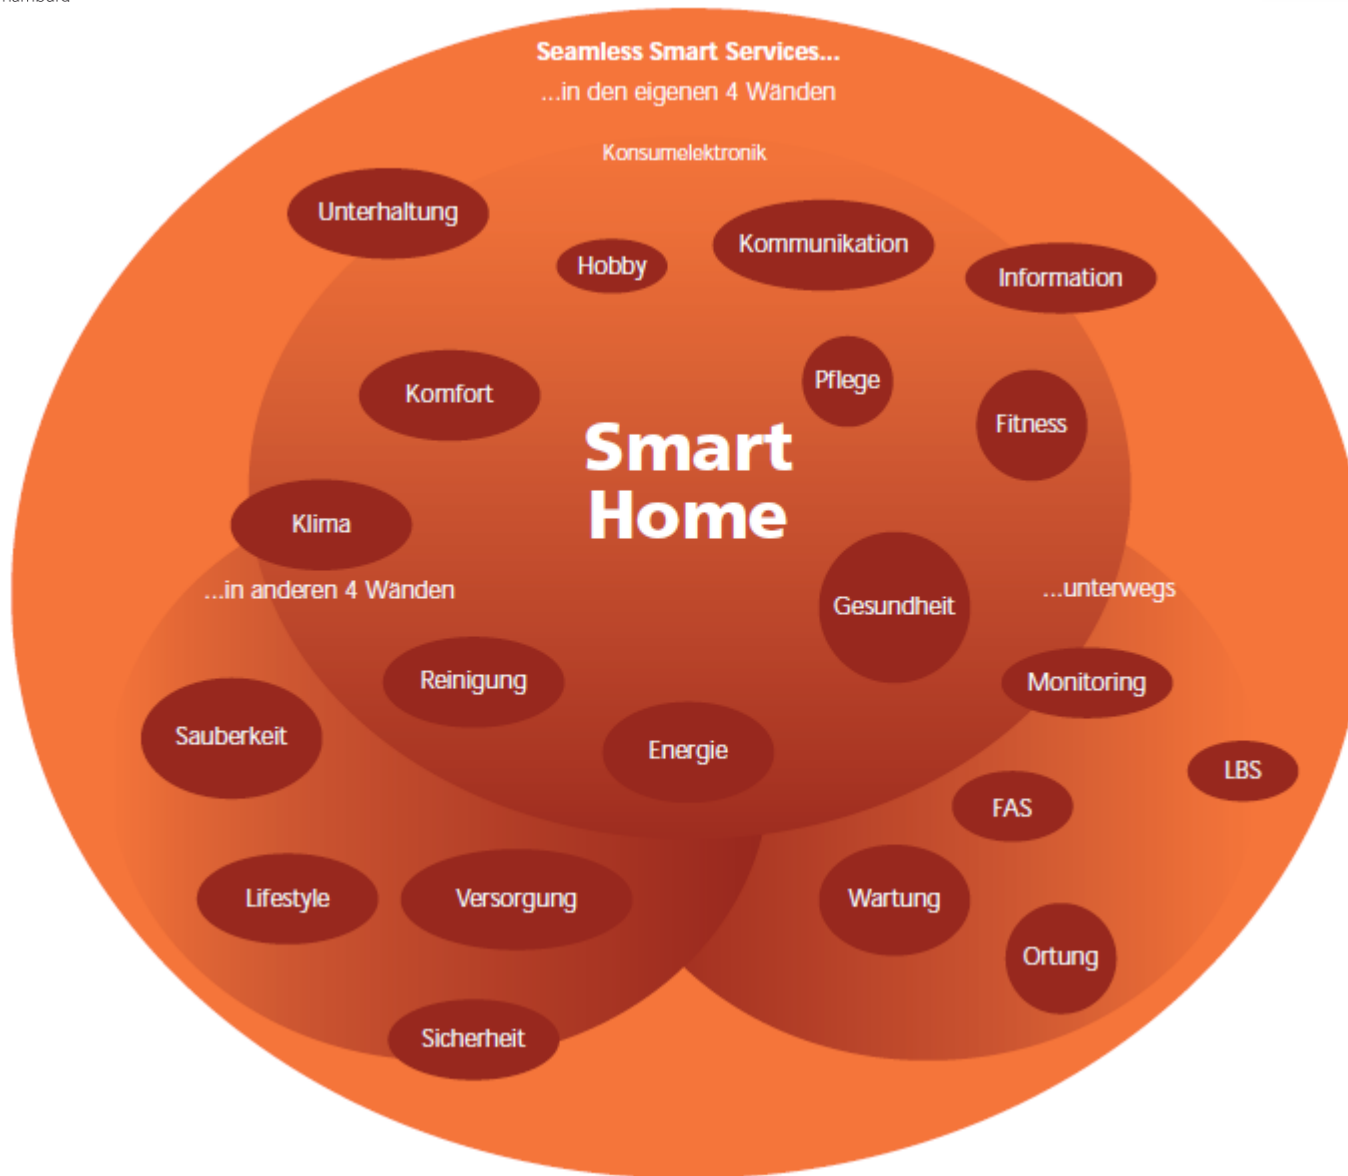 Seamless Smart Services...
...in den eigenen 4 Wänden
Konsumelektronik
Unterhaltung
Hobby
Kommunikation
Information
Komfort
Pflege
Fitness
Smart
Home
Klima
...in anderen 4 Wänden
Gesundheit
...unterwegs
Reinigung
Monitoring
Sauberkeit
Energie
LBS
FAS
Lifestyle
Versorgung
Wartung
Ortung
Sicherheit